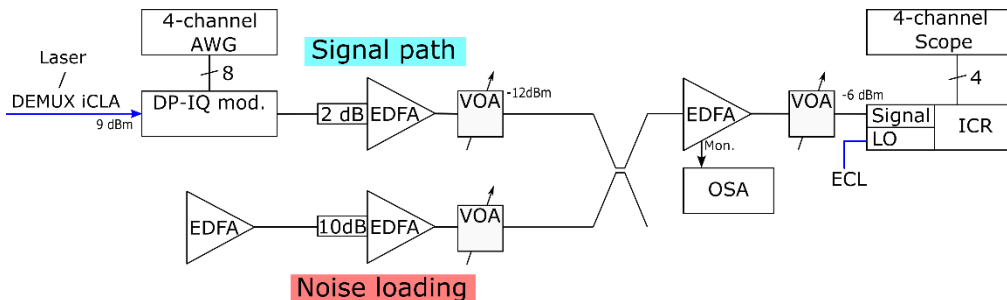 4-channel
AWG
Signal path
4-channel
Scope
Laser
8
4
DEMUX iCLA
9 dBm
DP-IQ mod.
2 dB
EDFA
VOA
-12dBm
EDFA
Mon.
VOA
-6 dBm
Signal
LO
ICR
OSA
ECL
EDFA
10dB
EDFA
VOA
Noise loading